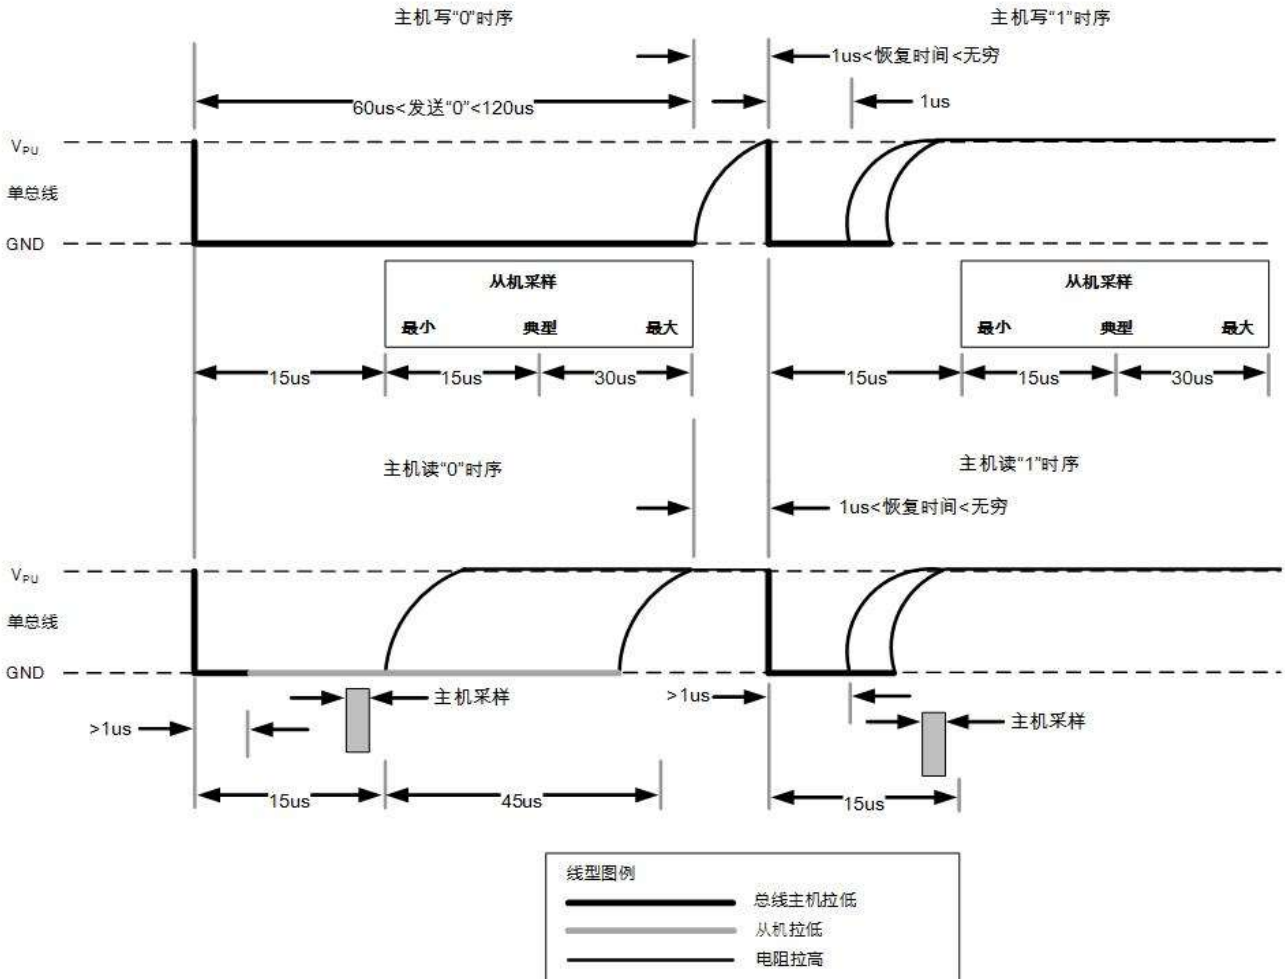 主机写“0”时序
主机写“1”时序
1us<恢复时间<无穷
60us<发送“0”<120us
1us
VPU
单总线
GND
从机采样
最小 典型 最大
从机采样
最小 典型 最大
15us
15us
30us
15us
15us
30us
主机读“0”时序
主机读“1”时序
1us<恢复时间<无穷
VPU
单总线
GND
主机采样
>1us
>1us
主机采样
15us
45us
15us
线型图例
总线主机拉低
从机拉低
电阻拉高